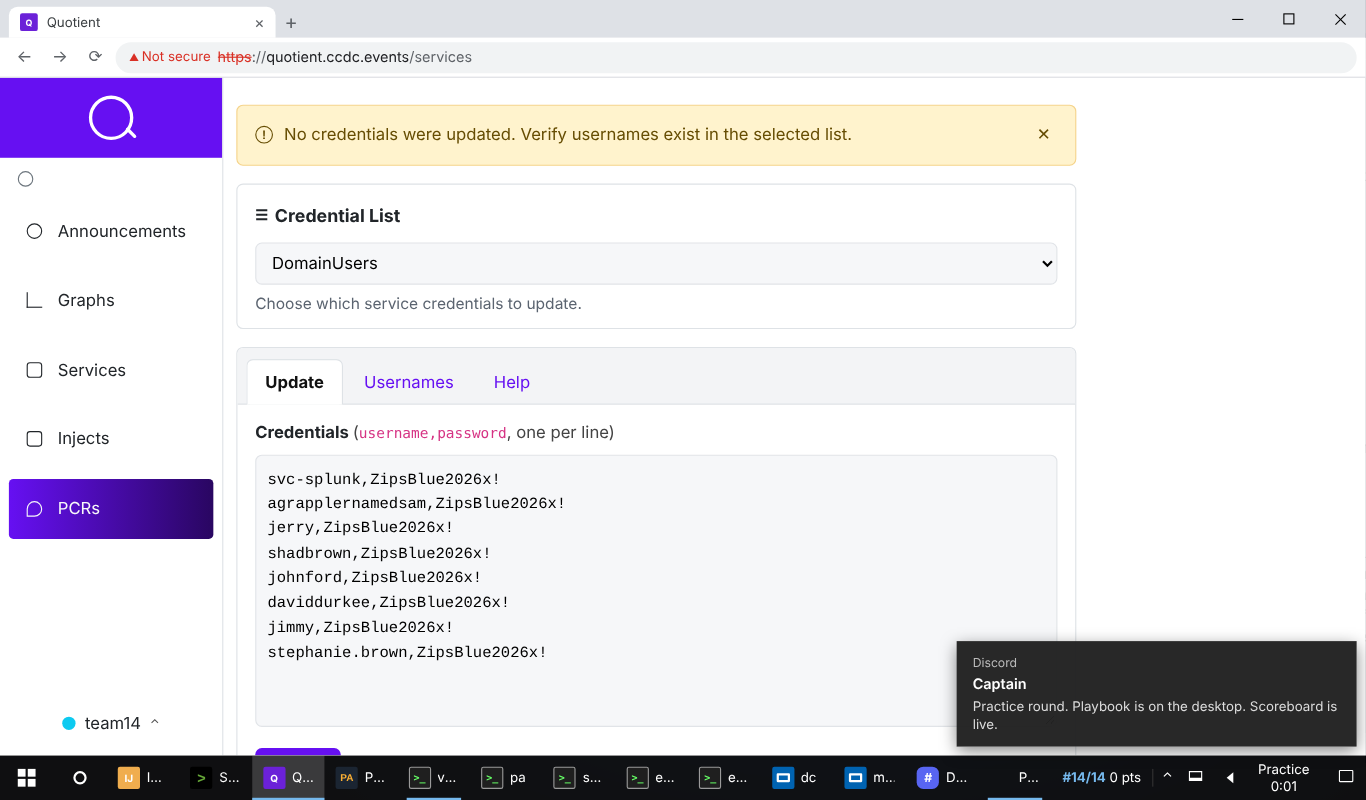 Q Quotient × +
Not secure https://quotient.ccdc.events/services
No credentials were updated. Verify usernames exist in the selected list. ×
Credential List
DomainUsers
Choose which service credentials to update.
Announcements
Graphs
Services
Injects
PCRs
team14
Update Usernames Help
Credentials (username,password, one per line)
svc-splunk,ZipsBlue2026x!
agrapplernamedsam,ZipsBlue2026x!
jerry,ZipsBlue2026x!
shadbrown,ZipsBlue2026x!
johnford,ZipsBlue2026x!
daviddurkee,ZipsBlue2026x!
jimmy,ZipsBlue2026x!
stephanie.brown,ZipsBlue2026x!
Discord
Captain
Practice round. Playbook is on the desktop. Scoreboard is
live.
IJ I... > S... Q Q... PA P... >_ v... >_ pa >_ s... >_ e... >_ e... dc m... # D... P... #14/14 0 pts Practice
0:01